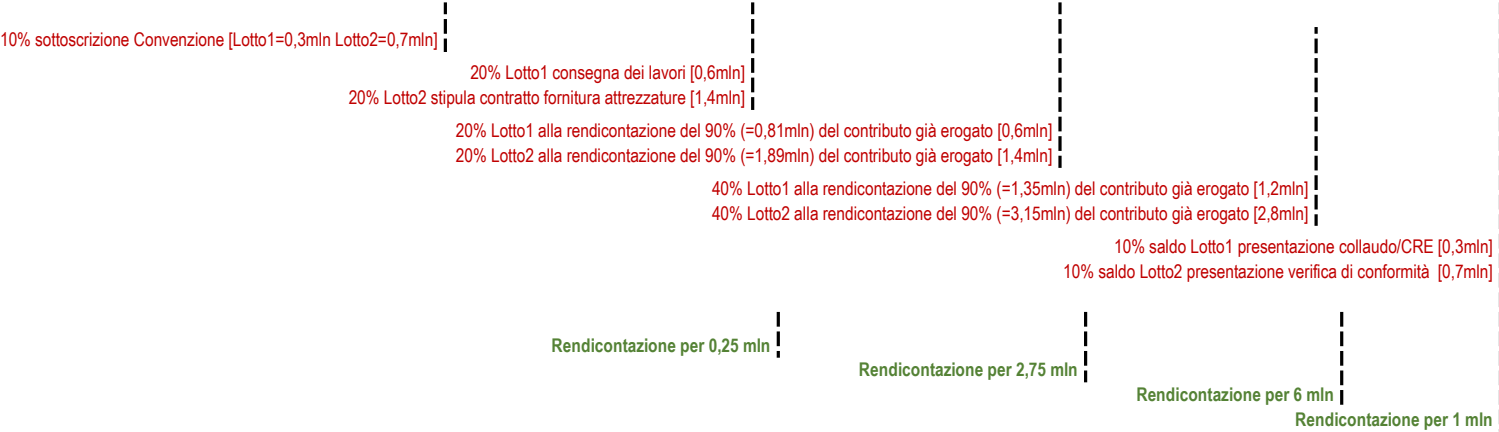 10% sottoscrizione Convenzione [Lotto1=0,3mln Lotto2=0,7mln]
20% Lotto1 consegna dei lavori [0,6mln]
20% Lotto2 stipula contratto fornitura attrezzature [1,4mln]
20% Lotto1 alla rendicontazione del 90% (=0,81mln) del contributo già erogato [0,6mln]
20% Lotto2 alla rendicontazione del 90% (=1,89mln) del contributo già erogato [1,4mln]
40% Lotto1 alla rendicontazione del 90% (=1,35mln) del contributo già erogato [1,2mln]
40% Lotto2 alla rendicontazione del 90% (=3,15mln) del contributo già erogato [2,8mln]
10% saldo Lotto1 presentazione collaudo/CRE [0,3mln]
10% saldo Lotto2 presentazione verifica di conformità [0,7mln]
Rendicontazione per 0,25 mln
Rendicontazione per 2,75 mln
Rendicontazione per 6 mln
Rendicontazione per 1 mln